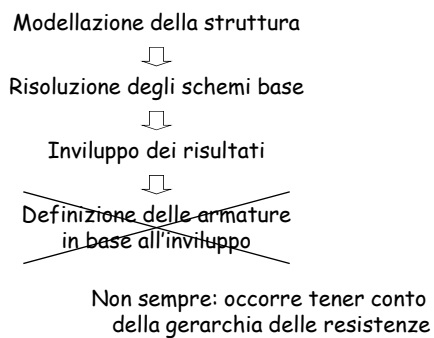 Modellazione della struttura
Risoluzione degli schemi base
Inviluppo dei risultati
Definizione delle armature
in base all'inviluppo
Non sempre: occorre tener conto
della gerarchia delle resistenze